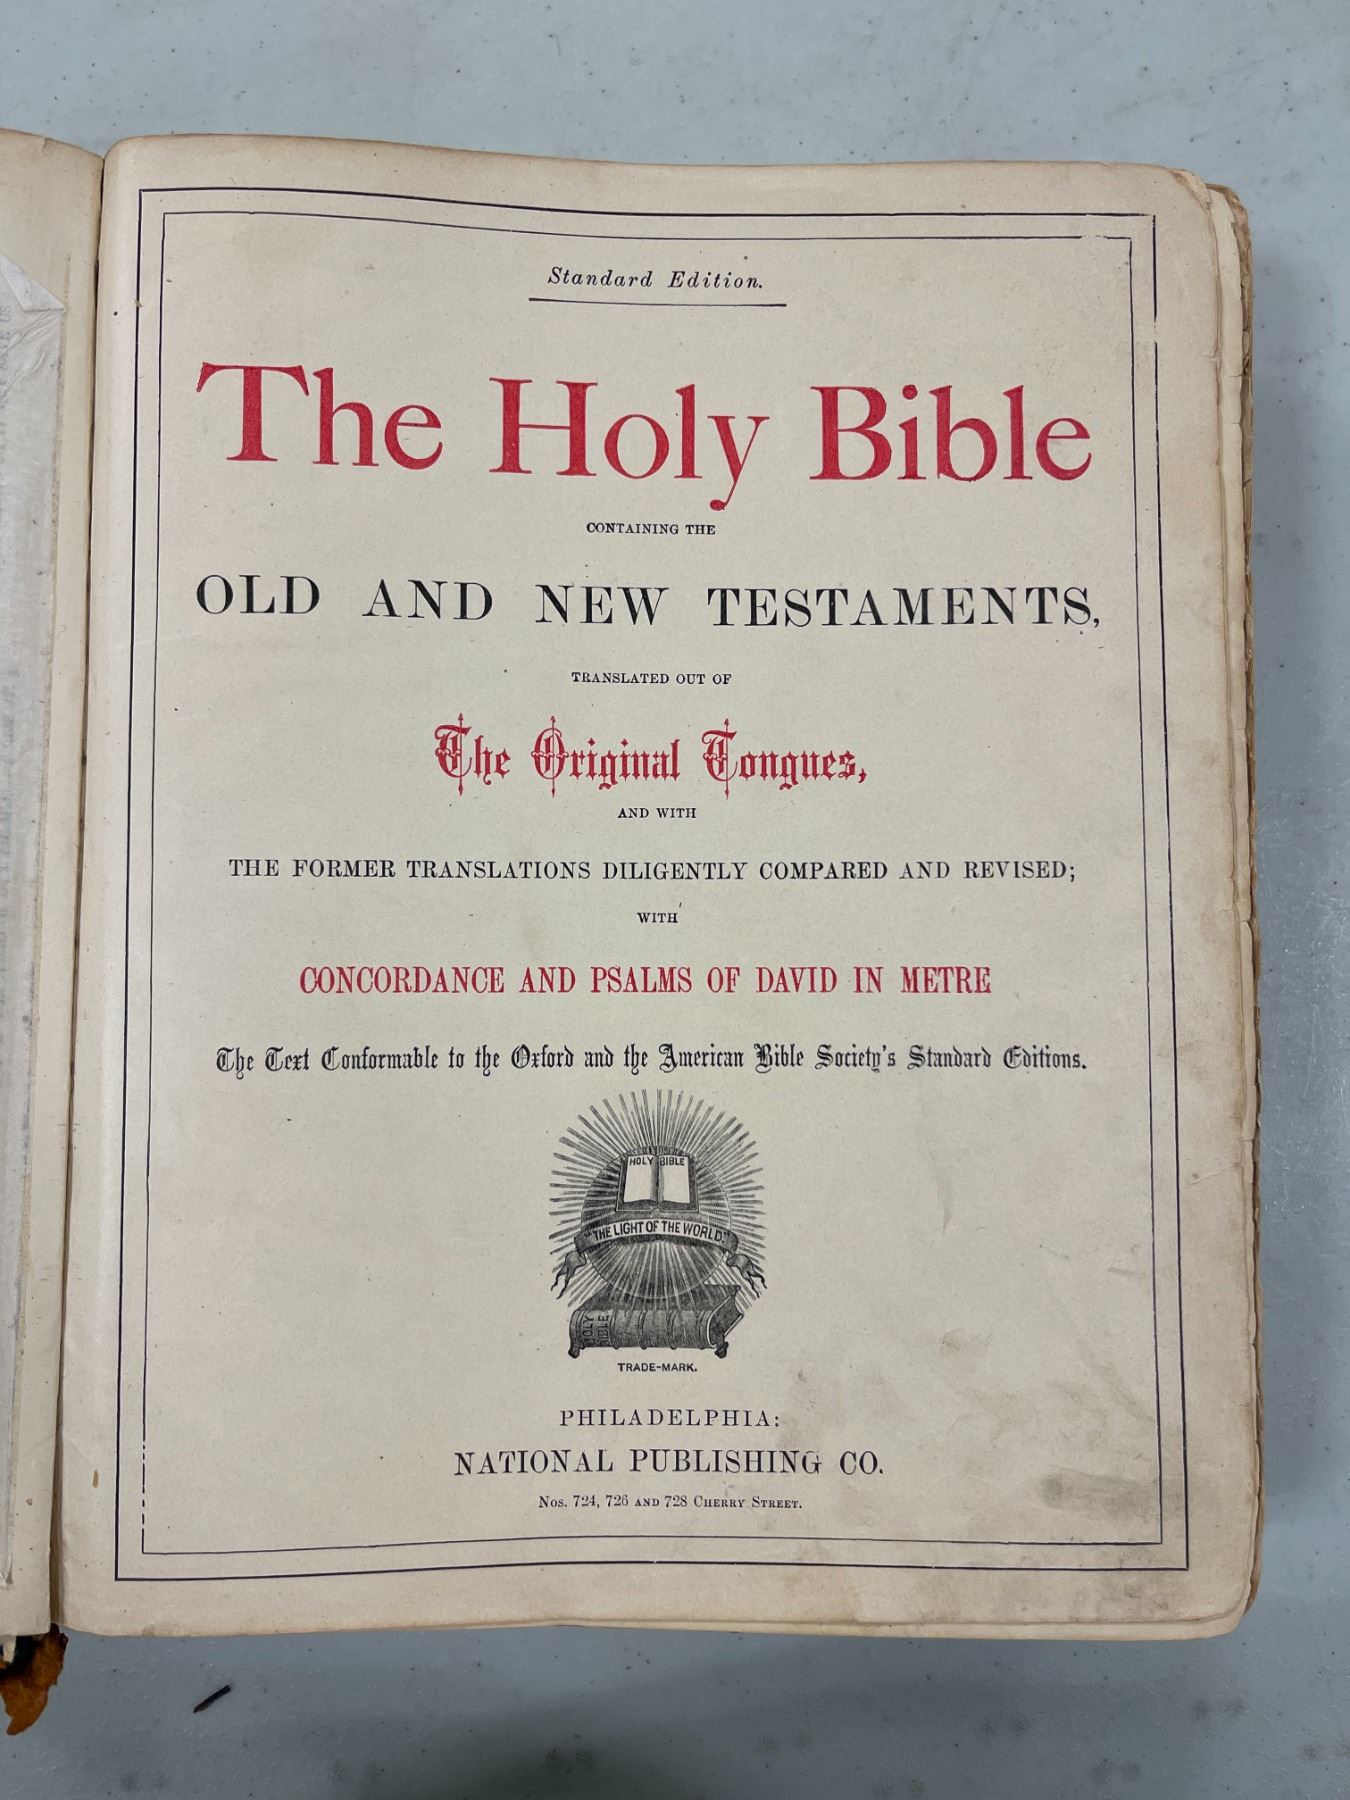 Standard Edition.
The Holy Bible
CONTAINING THE
OLD AND NEW TESTAMENTS,
TRANSLATED OUT OF
The Original Tongues,
AND WITH
THE FORMER TRANSLATIONS DILIGENTLY COMPARED AND REVISED;
WITH
CONCORDANCE AND PSALMS OF DAVID IN METRE
The Text Conformable to the Oxford and the American Bible Society's Standard Editions.
HOLY BIBLE
"THE LIGHT OF THE WORLD."
HOLY
BIBLE
TRADE-MARK.
PHILADELPHIA:
NATIONAL PUBLISHING CO.
Nos. 724, 726 AND 728 CHERRY STREET.